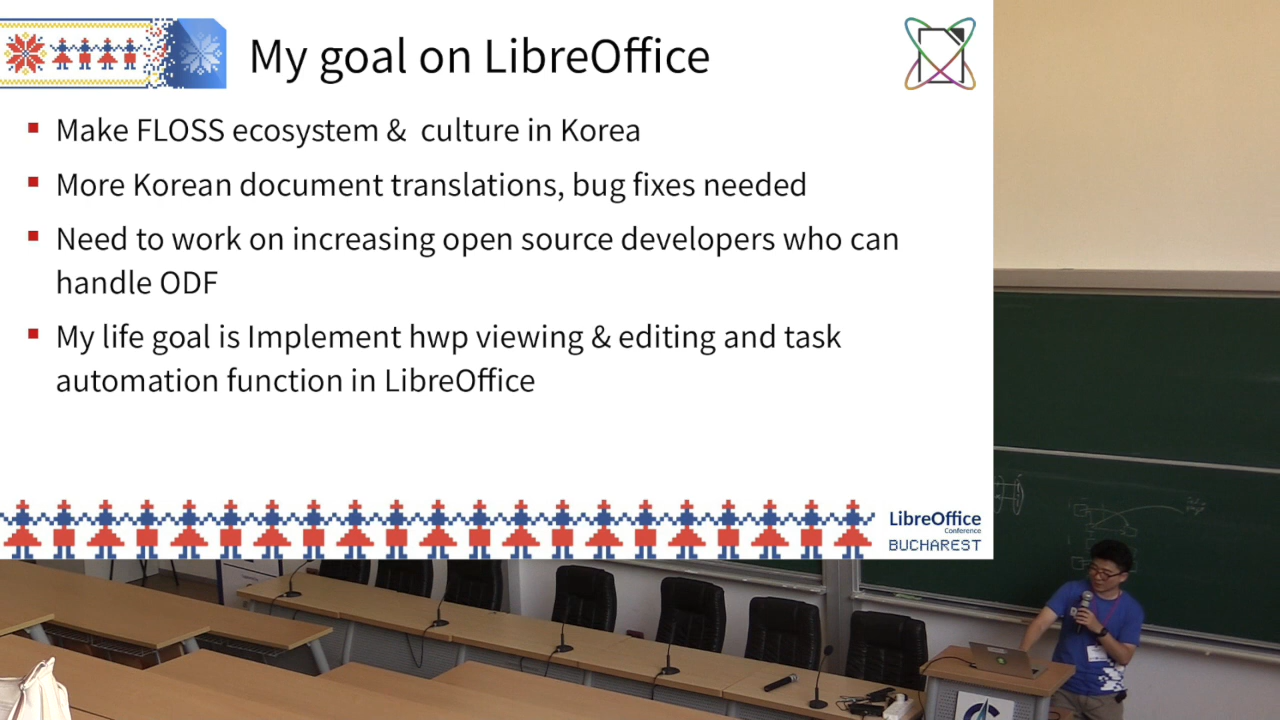 My goal on LibreOffice
Make FLOSS ecosystem & culture in Korea
More Korean document translations, bug fixes needed
Need to work on increasing open source developers who can
handle ODF
My life goal is Implement hwp viewing & editing and task
automation function in LibreOffice
LibreOffice
Conference
BUCHAREST